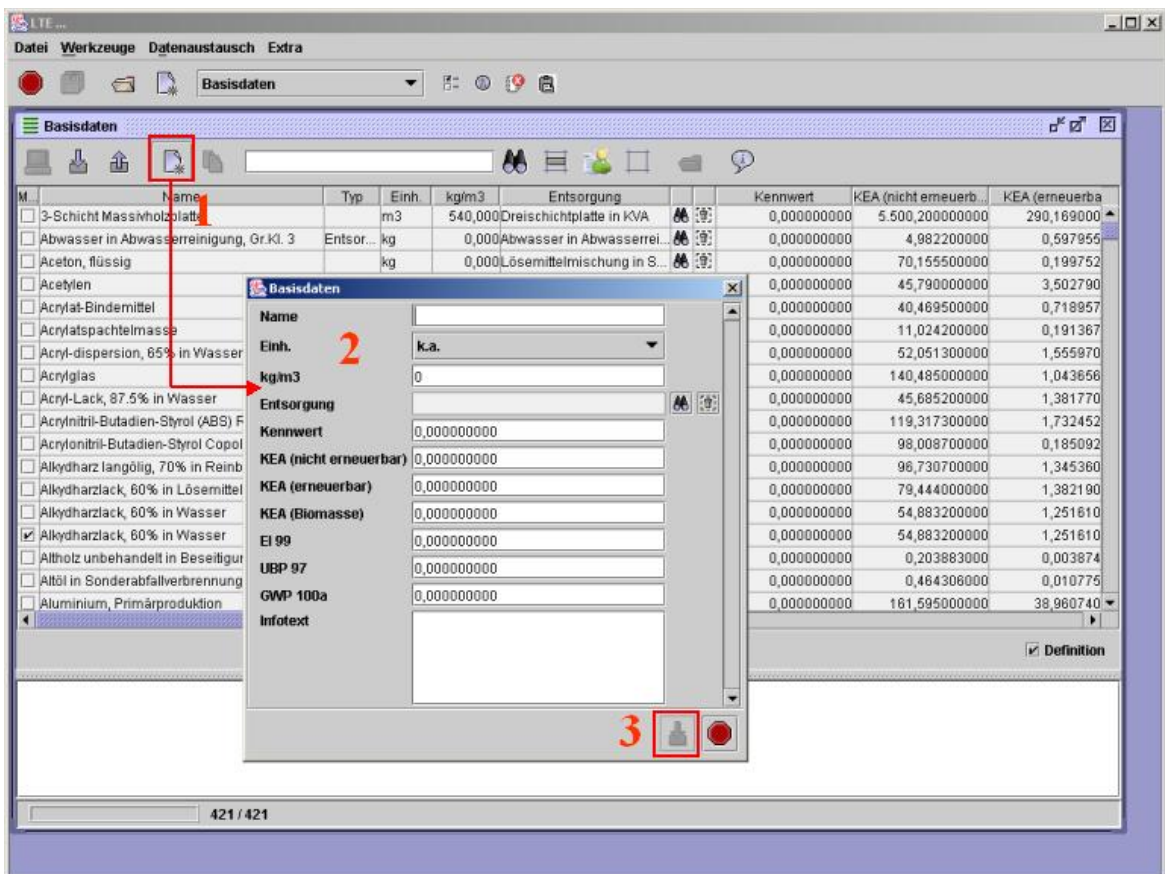 LTE ...
Datei Werkzeuge Datenaustausch Extra
Basisdaten
Basisdaten
1
M... Name Typ Einh. kg/m3 Entsorgung Kennwert KEA (nicht erneuerb... KEA (erneuerba
3-Schicht Massivholzplatte m3 540,000 Dreischichtplatte in KVA 0,000000000 5.500,200000000 290,169000
Abwasser in Abwasserreinigung, Gr.Kl. 3 Entsor... kg 0,000 Abwasser in Abwasserrei... 0,000000000 4,982200000 0,597955
Aceton, flüssig kg 0,000 Lösemittelmischung in S... 0,000000000 70,155500000 0,199752
Acetylen 0,000000000 45,790000000 3,502790
Acrylat-Bindemittel 0,000000000 40,469500000 0,718957
Acrylatspachtelmasse 0,000000000 11,024200000 0,191367
Acryl-dispersion, 65% in Wasser 0,000000000 52,051300000 1,555970
Acrylglas 0,000000000 140,485000000 1,043656
Acryl-Lack, 87.5% in Wasser 0,000000000 45,685200000 1,381770
Acrylnitril-Butadien-Styrol (ABS) F 0,000000000 119,317300000 1,732452
Acrylonitril-Butadien-Styrol Copol 0,000000000 98,008700000 0,185092
Alkydharz langölig, 70% in Reinb 0,000000000 96,730700000 1,345360
Alkydharzlack, 60% in Lösemittel 0,000000000 79,444000000 1,382190
Alkydharzlack, 60% in Wasser 0,000000000 54,883200000 1,251610
Alkydharzlack, 60% in Wasser 0,000000000 54,883200000 1,251610
Altholz unbehandelt in Beseitigur 0,000000000 0,203883000 0,003874
Altöl in Sonderabfallverbrennung 0,000000000 0,464306000 0,010775
Aluminium, Primärproduktion 0,000000000 161,595000000 38,960740
Basisdaten
Name
Einh. k.a.
2
kg/m3 0
Entsorgung
Kennwert 0,000000000
KEA (nicht erneuerbar) 0,000000000
KEA (erneuerbar) 0,000000000
KEA (Biomasse) 0,000000000
EI 99 0,000000000
UBP 97 0,000000000
GWP 100a 0,000000000
Infotext
3
Definition
421 / 421